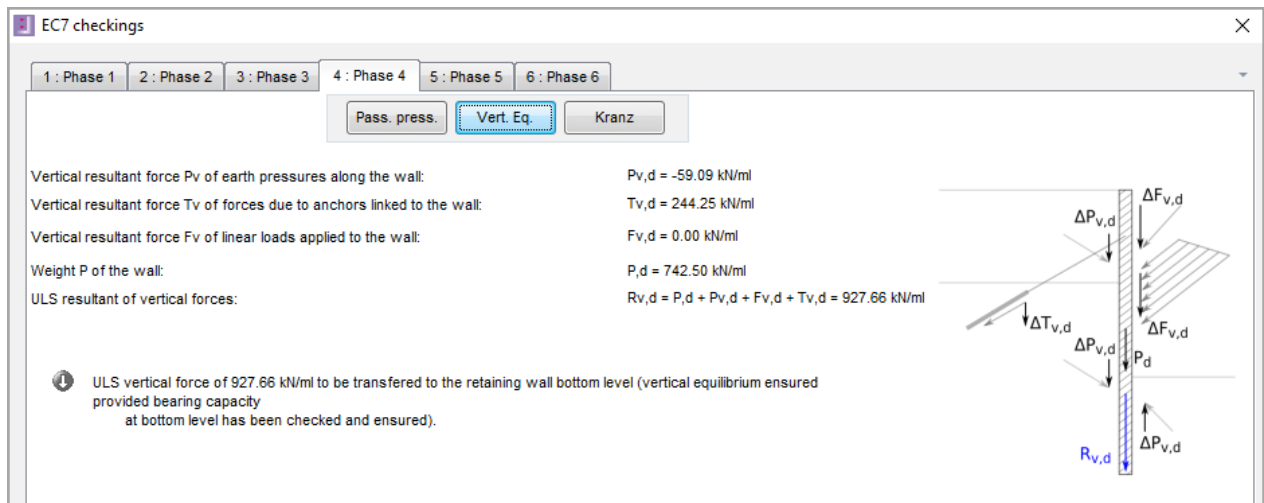 EC7 checkings
1 : Phase 1 2 : Phase 2 3 : Phase 3 4 : Phase 4 5 : Phase 5 6 : Phase 6
Pass. press. Vert. Eq. Kranz
Vertical resultant force Pv of earth pressures along the wall: Pv,d = -59.09 kN/ml
Vertical resultant force Tv of forces due to anchors linked to the wall: Tv,d = 244.25 kN/ml
Vertical resultant force Fv of linear loads applied to the wall: Fv,d = 0.00 kN/ml
Weight P of the wall: P,d = 742.50 kN/ml
ULS resultant of vertical forces: Rv,d = P,d + Pv,d + Fv,d + Tv,d = 927.66 kN/ml
ULS vertical force of 927.66 kN/ml to be transfered to the retaining wall bottom level (vertical equilibrium ensured
provided bearing capacity
at bottom level has been checked and ensured).
ΔFv,d
ΔPv,d
ΔTv,d
ΔFv,d
ΔPv,d
Pd
ΔPv,d
Rv,d